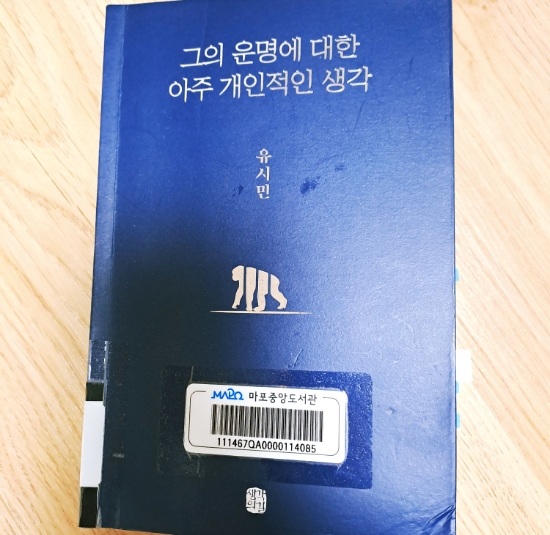 그의 운명에 대한
아주 개인적인 생각
유시민
MAPO 마포중앙도서관
111467QA0000114085
생각의길